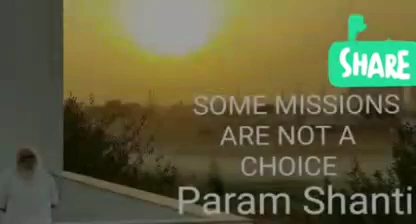 SHARE
SOME MISSIONS
ARE NOT A
CHOICE
Param Shanti